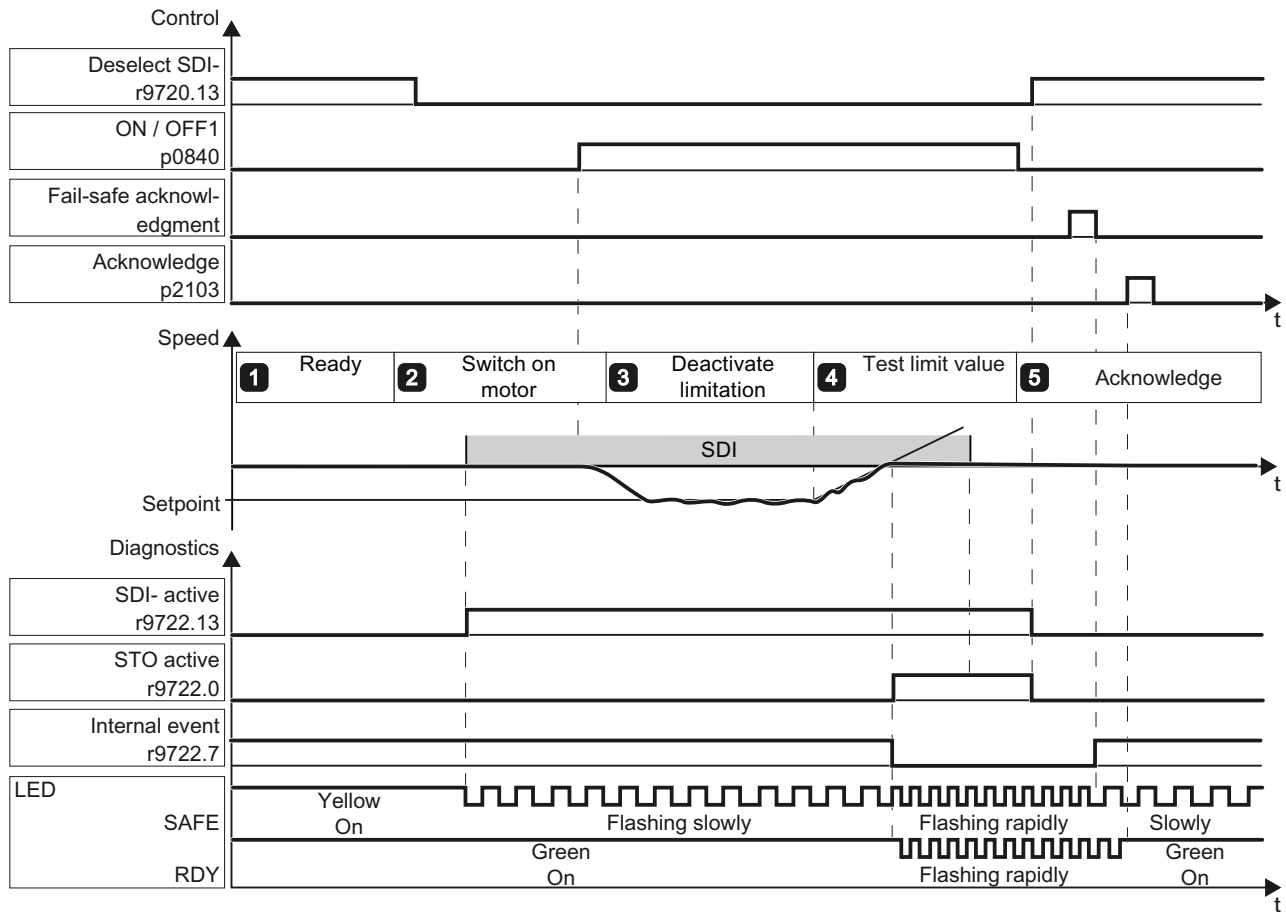 Control
Deselect SDI-
r9720.13
ON / OFF1
p0840
Fail-safe acknowl-
edgment
Acknowledge
p2103
t
Speed
1 Ready
2 Switch on
motor
3 Deactivate
limitation
4 Test limit value
5 Acknowledge
SDI
t
Setpoint
Diagnostics
SDI- active
r9722.13
STO active
r9722.0
Internal event
r9722.7
LED
SAFE
Yellow
On
Flashing slowly
Flashing rapidly
Slowly
RDY
Green
On
Flashing rapidly
Green
On
t